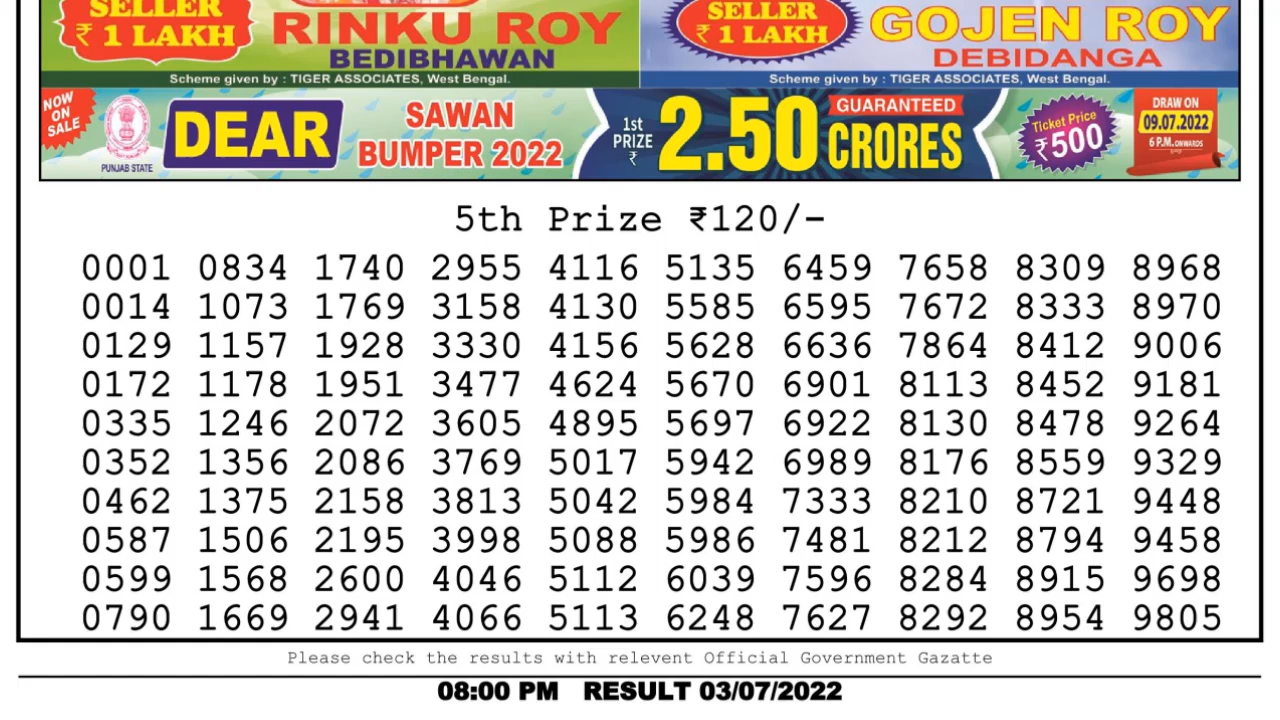 SELLER
₹ 1 LAKH
RINKU ROY
BEDIBHAWAN
Scheme given by : TIGER ASSOCIATES, West Bengal.
SELLER
₹ 1 LAKH
GOJEN ROY
DEBIDANGA
Scheme given by : TIGER ASSOCIATES, West Bengal.
NOW
ON
SALE
PUNJAB STATE
DEAR
SAWAN
BUMPER 2022
1st
PRIZE
₹
2.50
GUARANTEED
CRORES
Ticket Price
₹500
DRAW ON
09.07.2022
6 P.M. ONWARDS
5th Prize ₹120/-
0001 0834 1740 2955 4116 5135 6459 7658 8309 8968
0014 1073 1769 3158 4130 5585 6595 7672 8333 8970
0129 1157 1928 3330 4156 5628 6636 7864 8412 9006
0172 1178 1951 3477 4624 5670 6901 8113 8452 9181
0335 1246 2072 3605 4895 5697 6922 8130 8478 9264
0352 1356 2086 3769 5017 5942 6989 8176 8559 9329
0462 1375 2158 3813 5042 5984 7333 8210 8721 9448
0587 1506 2195 3998 5088 5986 7481 8212 8794 9458
0599 1568 2600 4046 5112 6039 7596 8284 8915 9698
0790 1669 2941 4066 5113 6248 7627 8292 8954 9805
Please check the results with relevent Official Government Gazatte
08:00 PM RESULT 03/07/2022